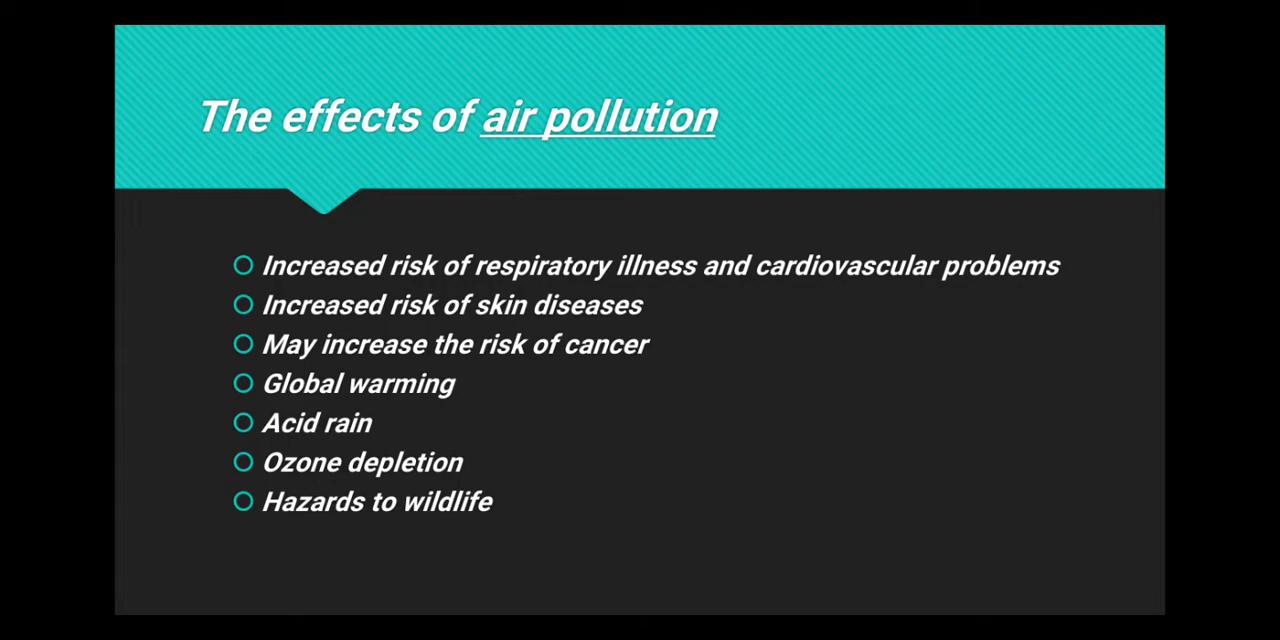 The effects of air pollution
Increased risk of respiratory illness and cardiovascular problems
Increased risk of skin diseases
May increase the risk of cancer
Global warming
Acid rain
Ozone depletion
Hazards to wildlife